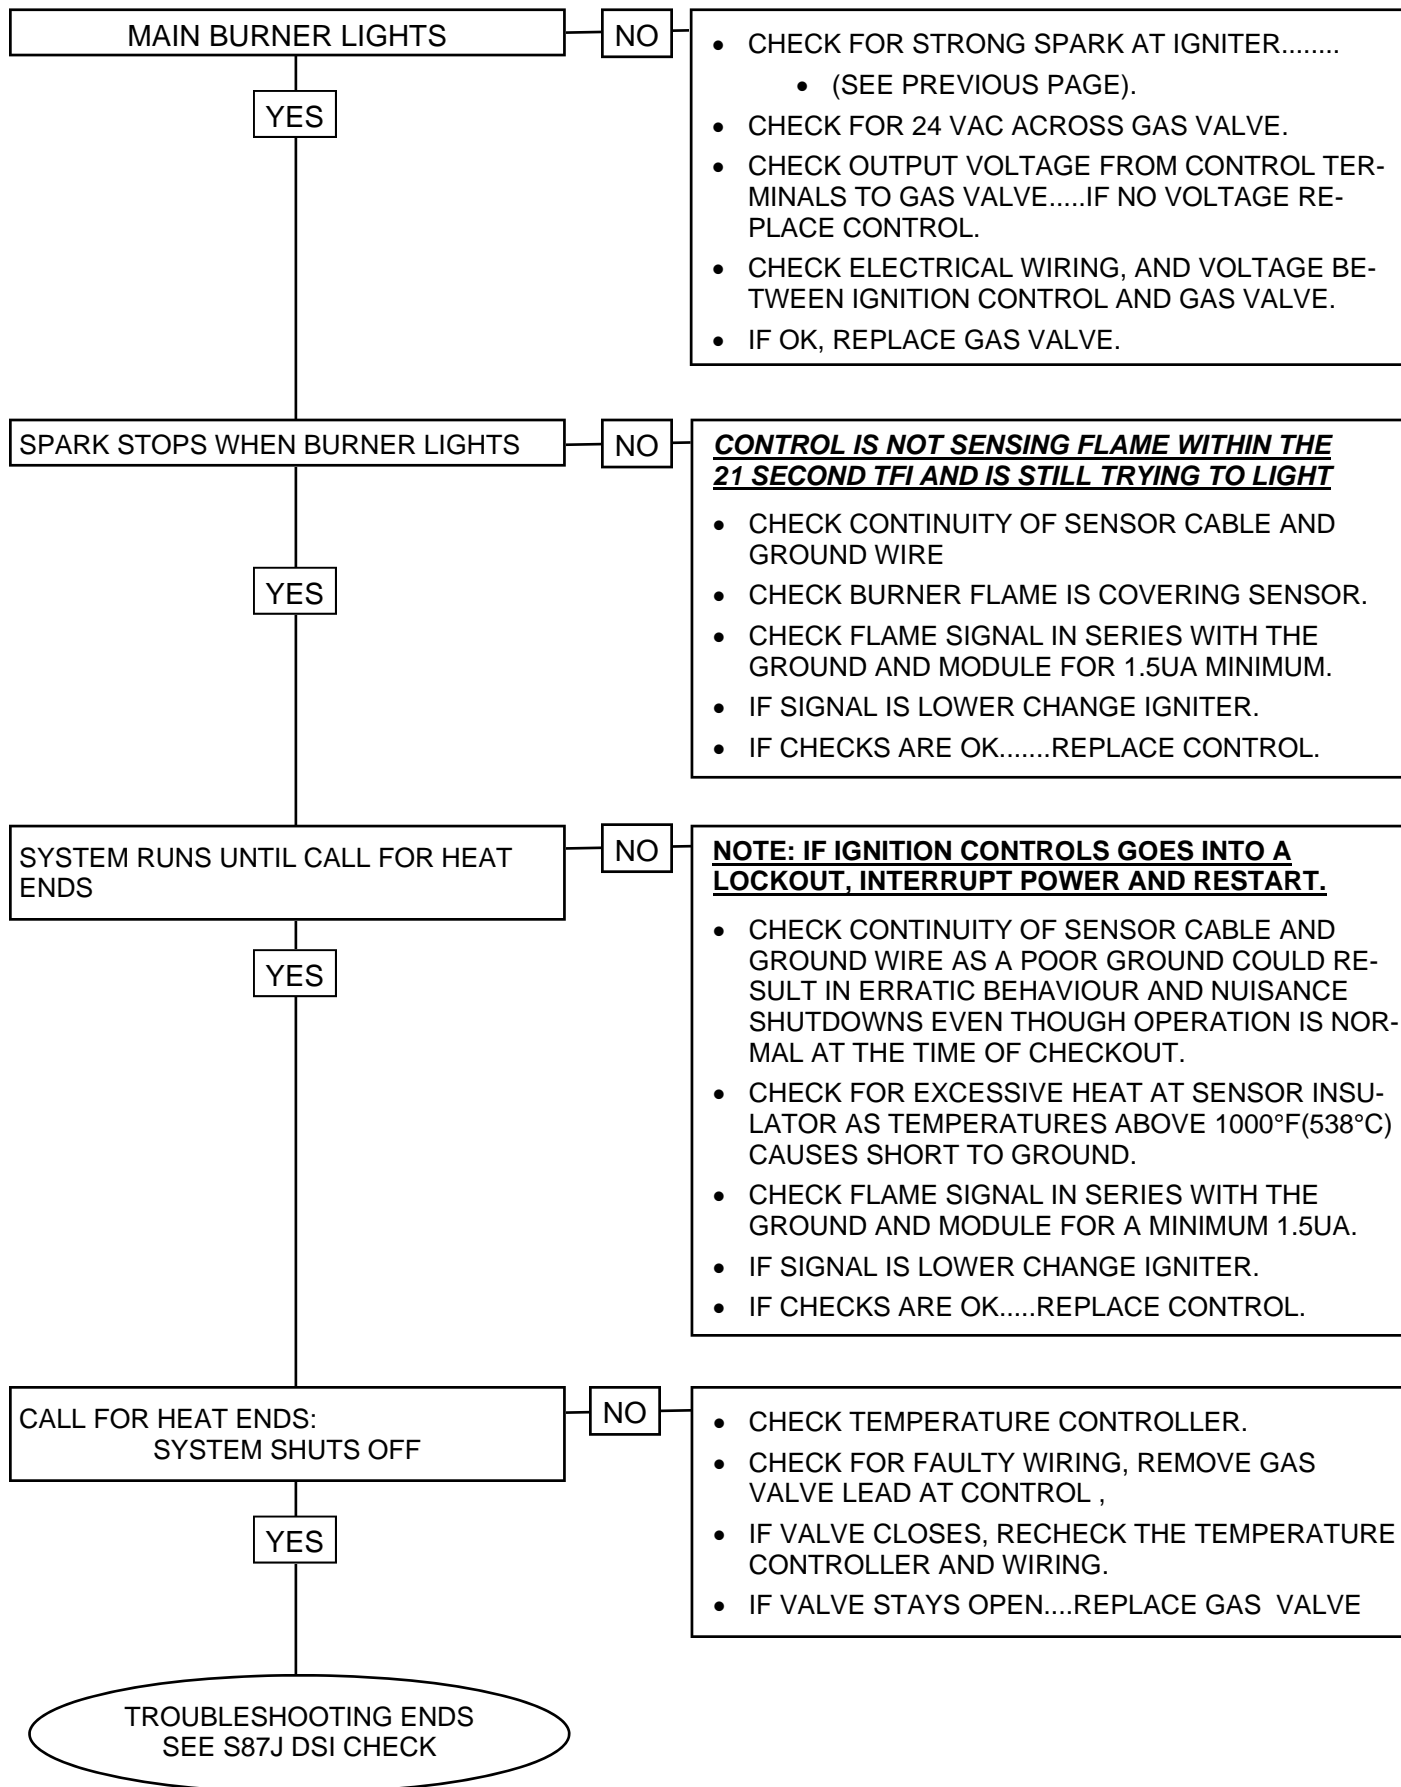 MAIN BURNER LIGHTS
NO
• CHECK FOR STRONG SPARK AT IGNITER........
• (SEE PREVIOUS PAGE).
• CHECK FOR 24 VAC ACROSS GAS VALVE.
• CHECK OUTPUT VOLTAGE FROM CONTROL TER-
MINALS TO GAS VALVE.....IF NO VOLTAGE RE-
PLACE CONTROL.
• CHECK ELECTRICAL WIRING, AND VOLTAGE BE-
TWEEN IGNITION CONTROL AND GAS VALVE.
• IF OK, REPLACE GAS VALVE.
YES
SPARK STOPS WHEN BURNER LIGHTS
NO
CONTROL IS NOT SENSING FLAME WITHIN THE
21 SECOND TFI AND IS STILL TRYING TO LIGHT
• CHECK CONTINUITY OF SENSOR CABLE AND
GROUND WIRE
• CHECK BURNER FLAME IS COVERING SENSOR.
• CHECK FLAME SIGNAL IN SERIES WITH THE
GROUND AND MODULE FOR 1.5UA MINIMUM.
• IF SIGNAL IS LOWER CHANGE IGNITER.
• IF CHECKS ARE OK.......REPLACE CONTROL.
YES
SYSTEM RUNS UNTIL CALL FOR HEAT
ENDS
NO
NOTE: IF IGNITION CONTROLS GOES INTO A
LOCKOUT, INTERRUPT POWER AND RESTART.
• CHECK CONTINUITY OF SENSOR CABLE AND
GROUND WIRE AS A POOR GROUND COULD RE-
SULT IN ERRATIC BEHAVIOUR AND NUISANCE
SHUTDOWNS EVEN THOUGH OPERATION IS NOR-
MAL AT THE TIME OF CHECKOUT.
• CHECK FOR EXCESSIVE HEAT AT SENSOR INSU-
LATOR AS TEMPERATURES ABOVE 1000°F(538°C)
CAUSES SHORT TO GROUND.
• CHECK FLAME SIGNAL IN SERIES WITH THE
GROUND AND MODULE FOR A MINIMUM 1.5UA.
• IF SIGNAL IS LOWER CHANGE IGNITER.
• IF CHECKS ARE OK.....REPLACE CONTROL.
YES
CALL FOR HEAT ENDS:
SYSTEM SHUTS OFF
NO
• CHECK TEMPERATURE CONTROLLER.
• CHECK FOR FAULTY WIRING, REMOVE GAS
VALVE LEAD AT CONTROL ,
• IF VALVE CLOSES, RECHECK THE TEMPERATURE
CONTROLLER AND WIRING.
• IF VALVE STAYS OPEN....REPLACE GAS VALVE
YES
TROUBLESHOOTING ENDS
SEE S87J DSI CHECK